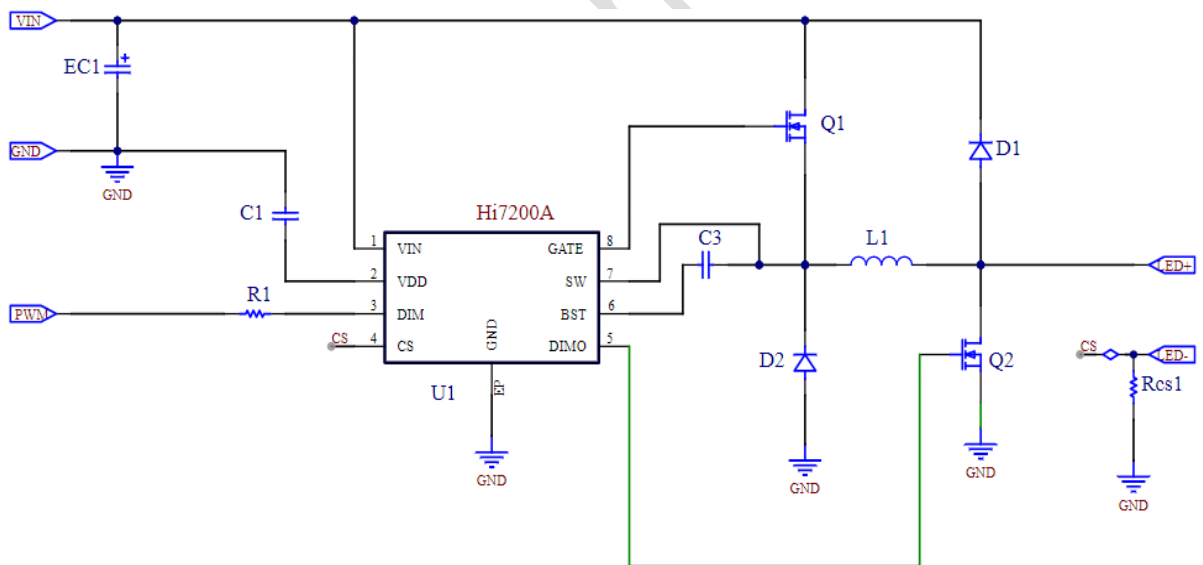 VIN
EC1
+
GND
GND
C1
Hi7200A
1 VIN
2 VDD
3 DIM
4 CS
GATE 8
SW 7
BST 6
DIMO 5
GND
EP
U1
GND
PWM
R1
CS
C3
Q1
D1
L1
D2
GND
Q2
GND
LED+
CS
LED-
Rcs1
GND